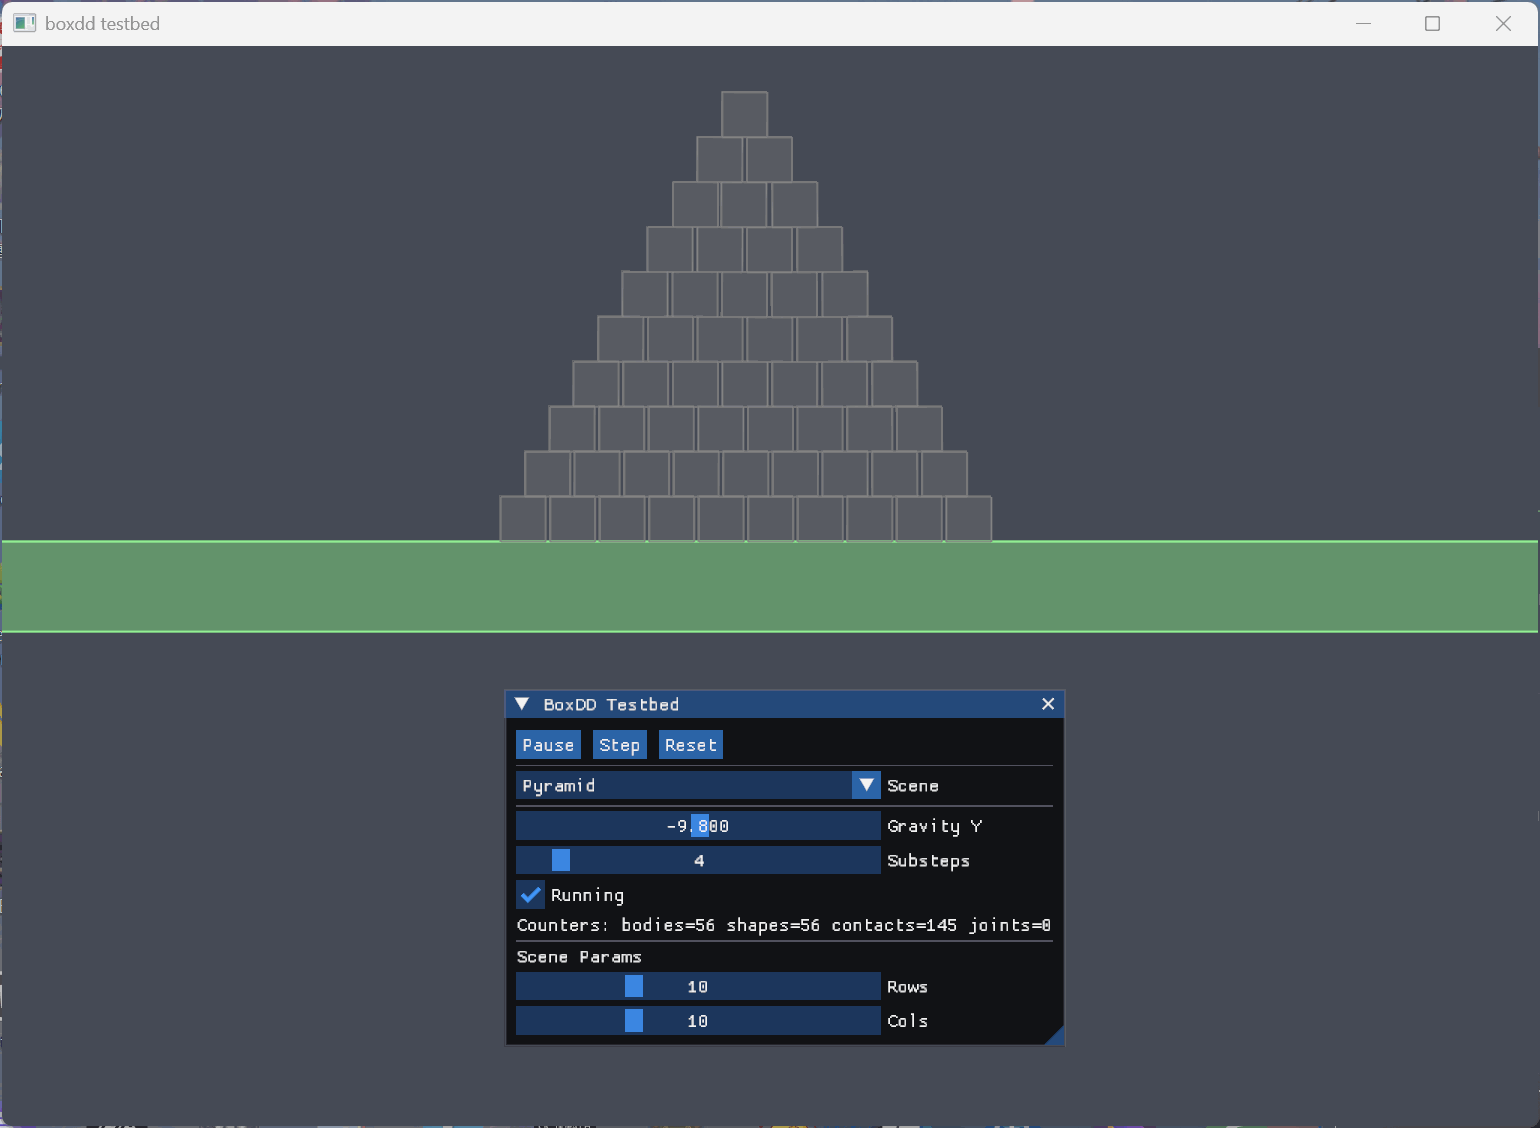 boxdd testbed
BoxDD Testbed
Pause Step Reset
Pyramid Scene
-9.800 Gravity Y
4 Substeps
Running
Counters: bodies=56 shapes=56 contacts=145 joints=0
Scene Params
10 Rows
10 Cols